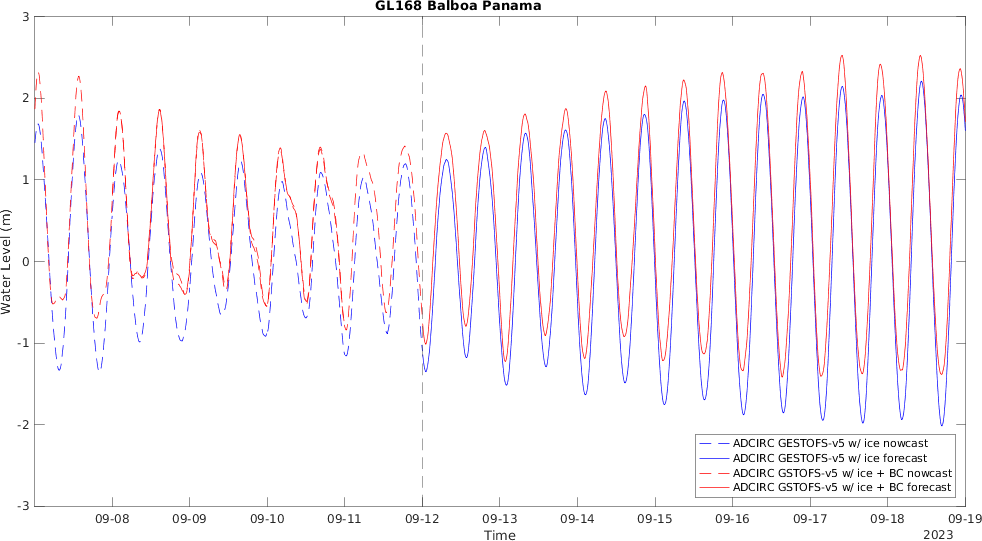 GL168 Balboa Panama
3
2
1
0
-1
-2
-3
Water Level (m)
ADCIRC GESTOFS-v5 w/ ice nowcast
ADCIRC GESTOFS-v5 w/ ice forecast
ADCIRC GSTOFS-v5 w/ ice + BC nowcast
ADCIRC GSTOFS-v5 w/ ice + BC forecast
09-08 09-09 09-10 09-11 09-12 09-13 09-14 09-15 09-16 09-17 09-18 09-19
Time
2023